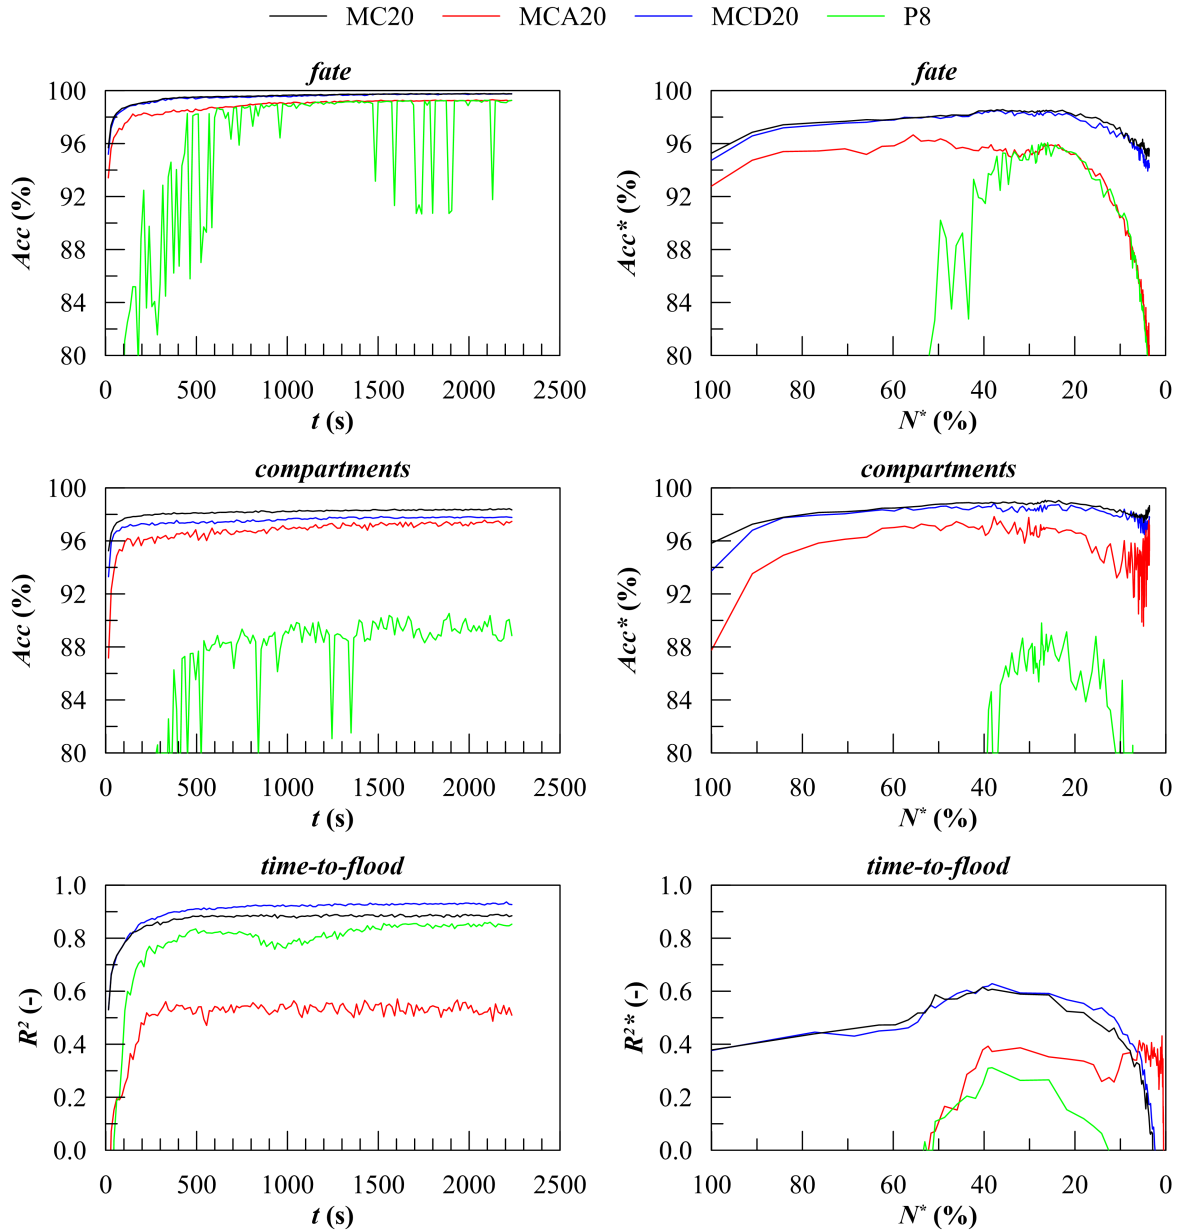 MC20 MCA20 MCD20 P8
fate fate
100 100
96 96
92 92
88 88
84 84
80 80
Acc (%) Acc* (%)
0 500 1000 1500 2000 2500 100 80 60 40 20 0
t (s) N* (%)
compartments compartments
100 100
96 96
92 92
88 88
84 84
80 80
Acc (%) Acc* (%)
0 500 1000 1500 2000 2500 100 80 60 40 20 0
t (s) N* (%)
time-to-flood time-to-flood
1.0 1.0
0.8 0.8
0.6 0.6
0.4 0.4
0.2 0.2
0.0 0.0
R² (-) R²* (-)
0 500 1000 1500 2000 2500 100 80 60 40 20 0
t (s) N* (%)